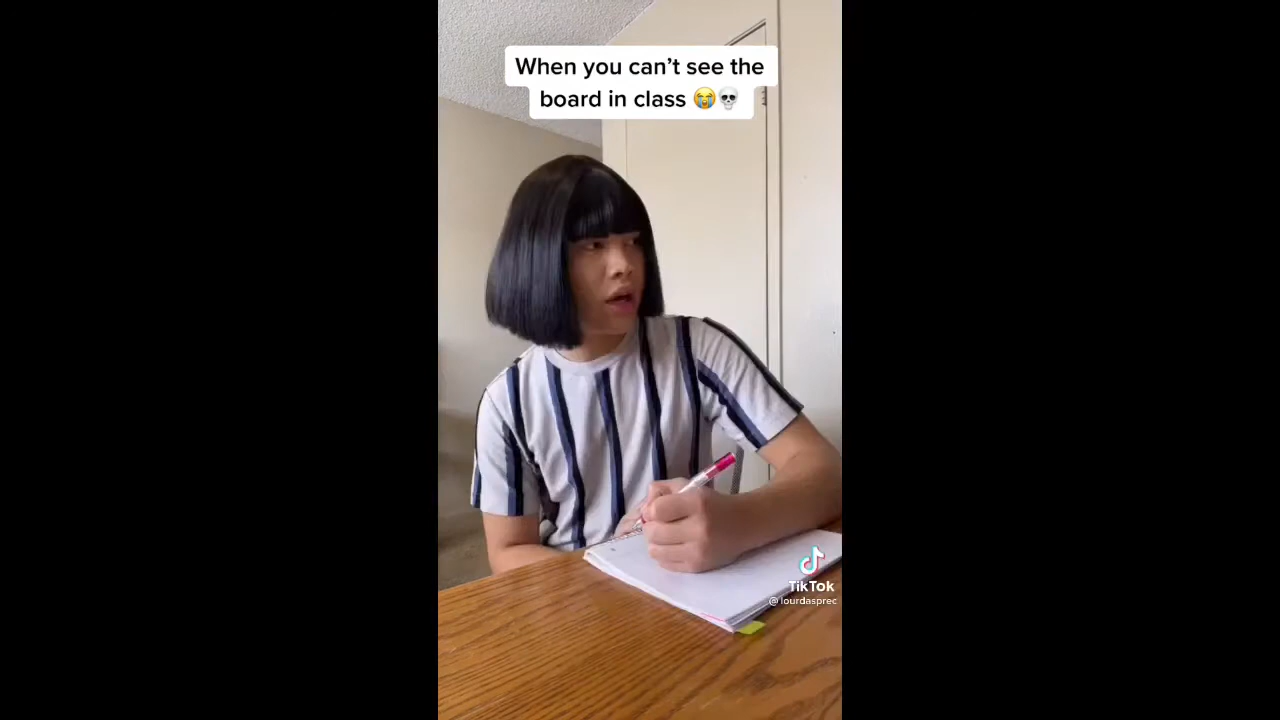 When you can't see the
board in class 😭💀
TikTok
@lourdasprec